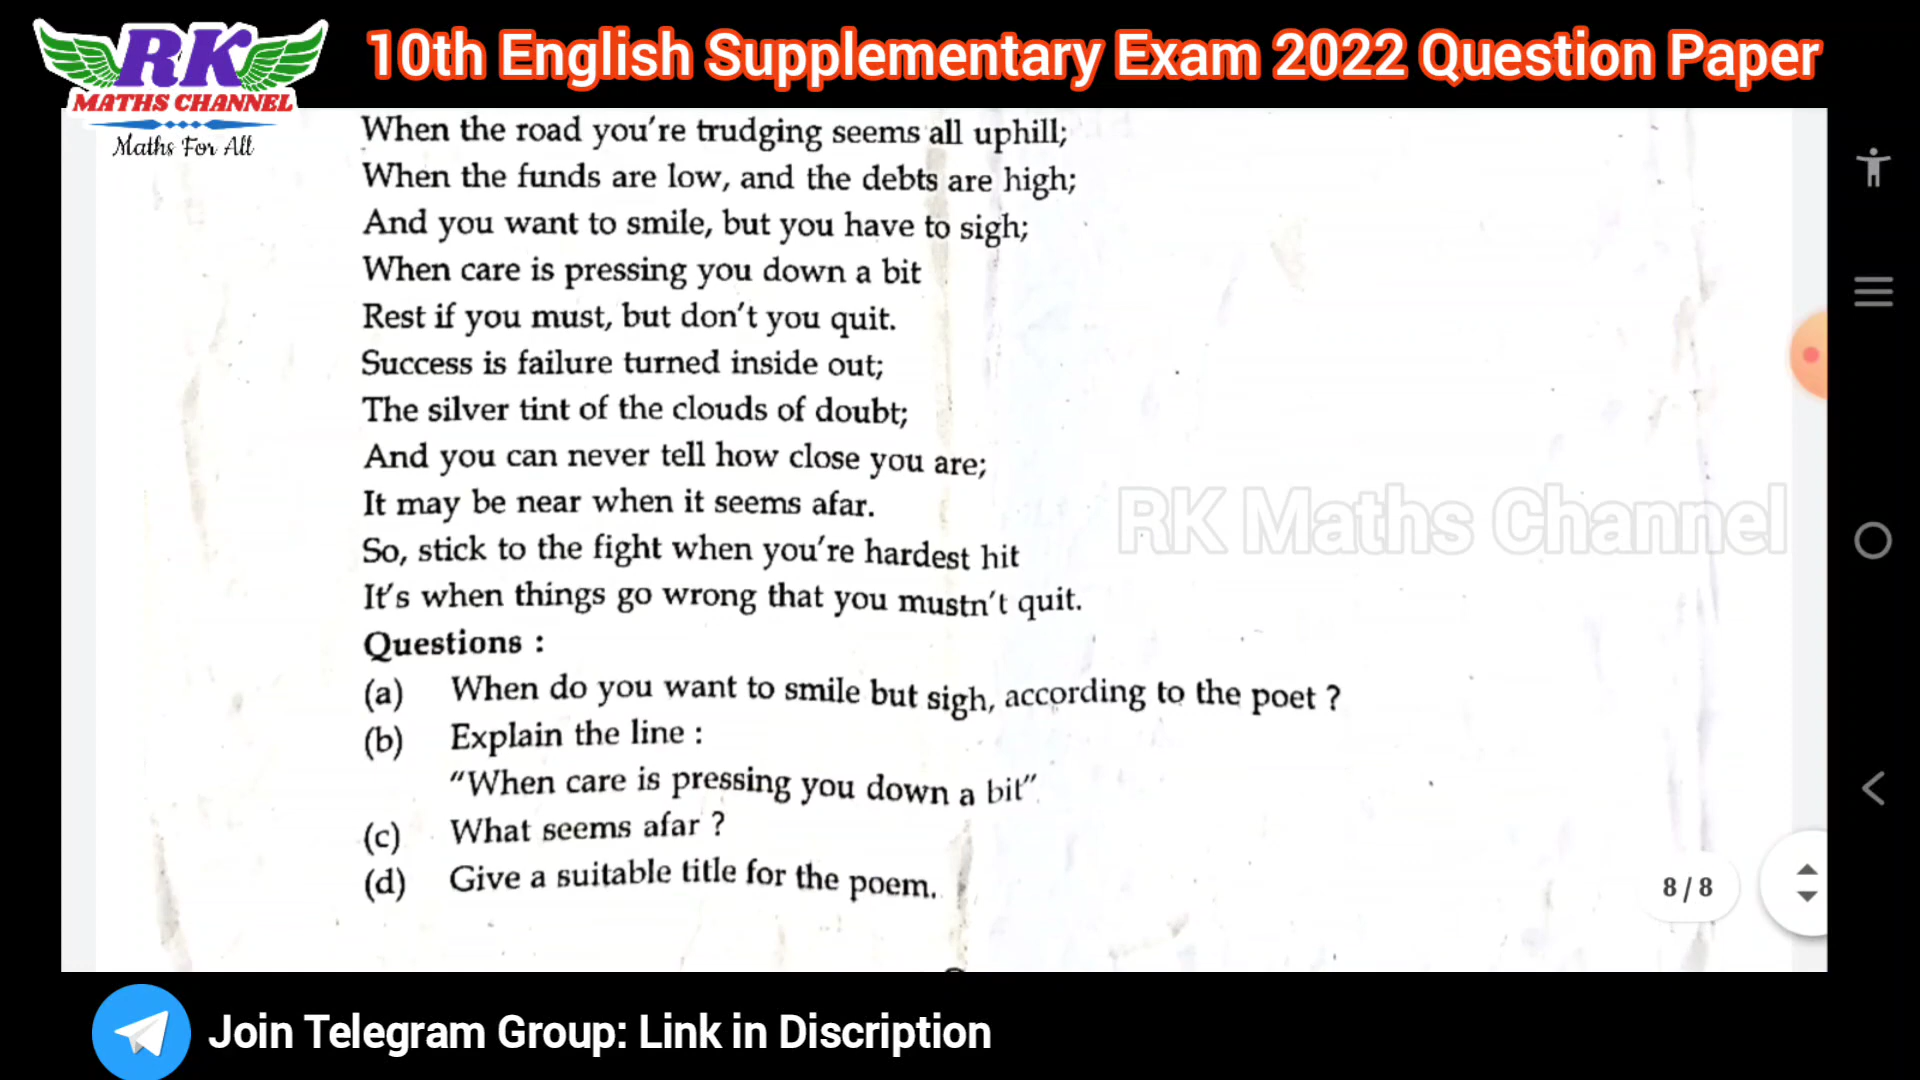 RK
MATHS CHANNEL
Maths For All
10th English Supplementary Exam 2022 Question Paper
When the road you're trudging seems all uphill;
When the funds are low, and the debts are high;
And you want to smile, but you have to sigh;
When care is pressing you down a bit
Rest if you must, but don't you quit.
Success is failure turned inside out;
The silver tint of the clouds of doubt;
And you can never tell how close you are;
It may be near when it seems afar.
RK Maths Channel
So, stick to the fight when you're hardest hit
It's when things go wrong that you mustn't quit.
Questions :
(a) When do you want to smile but sigh, according to the poet ?
(b) Explain the line :
"When care is pressing you down a bit"
(c) What seems afar ?
(d) Give a suitable title for the poem.
8 / 8
Join Telegram Group: Link in Discription